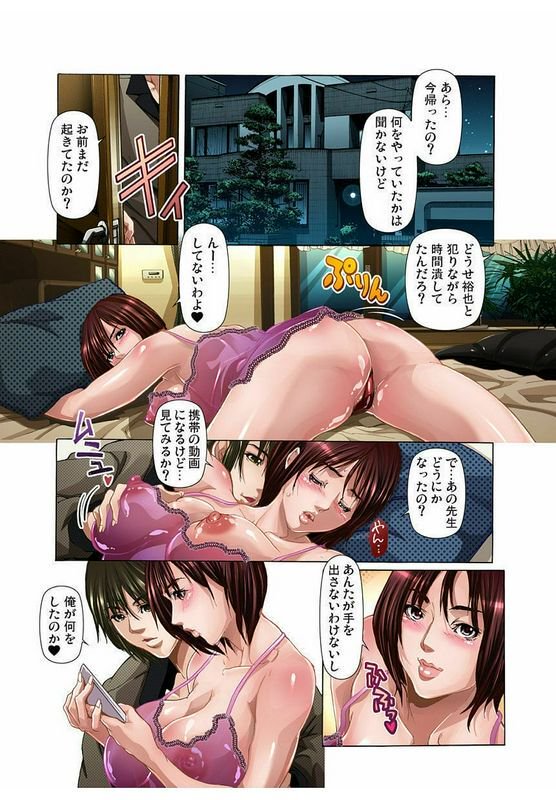 あら…
今帰ったの?
何をやっていたかは
聞かないけど
キィ
お前まだ
起きてたのか?
どうせ裕也と
犯りながら
時間潰して
たんだろ?
ぷりん
んー…
してないわよ♥
で…あの先生
どうにか
なったの?
やん…
携帯の動画
になるけど…
見てみるか?
ムニュ
あんたが手を
出さないわけないし
ふふっ
俺が何を
したのか♥